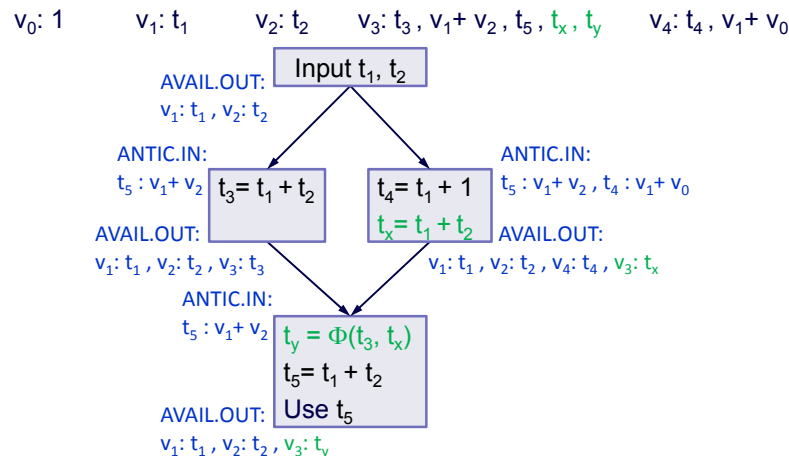 v₀: 1 v₁: t₁ v₂: t₂ v₃: t₃ , v₁+ v₂ , t₅ , tₓ, t_y v₄: t₄ , v₁+ v₀
Input t₁, t₂
AVAIL.OUT:
v₁: t₁ , v₂: t₂
ANTIC.IN:
t₅ : v₁+ v₂
t₃= t₁ + t₂
AVAIL.OUT:
v₁: t₁ , v₂: t₂ , v₃: t₃
t₄= t₁ + 1
tₓ= t₁ + t₂
ANTIC.IN:
t₅ : v₁+ v₂ , t₄ : v₁+ v₀
AVAIL.OUT:
v₁: t₁ , v₂: t₂ , v₄: t₄ , v₃: tₓ
ANTIC.IN:
t₅ : v₁+ v₂
t_y = Φ(t₃, tₓ)
t₅= t₁ + t₂
Use t₅
AVAIL.OUT:
v₁: t₁ , v₂: t₂ , v₃: t_y